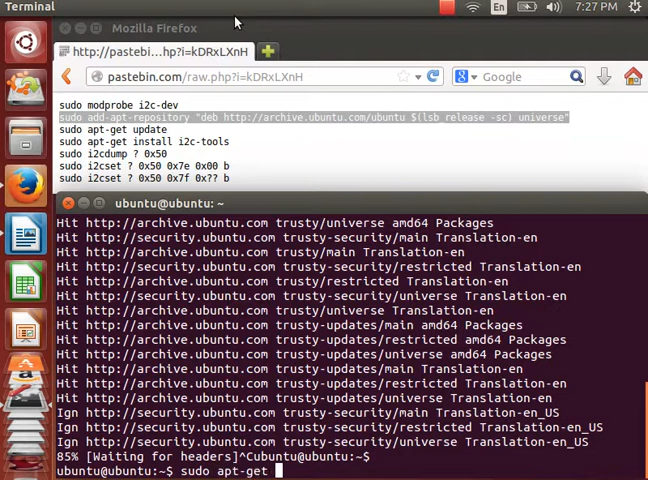 Terminal
En
7:27 PM
Mozilla Firefox
http://pastebi...hp?i=kDRxLXnH
pastebin.com/raw.php?i=kDRxLXnH
Google
sudo modprobe i2c-dev
sudo add-apt-repository "deb http://archive.ubuntu.com/ubuntu $(lsb_release -sc) universe"
sudo apt-get update
sudo apt-get install i2c-tools
sudo i2cdump ? 0x50
sudo i2cset ? 0x50 0x7e 0x00 b
sudo i2cset ? 0x50 0x7f 0x?? b
ubuntu@ubuntu: ~
Hit http://archive.ubuntu.com trusty/universe amd64 Packages
Hit http://security.ubuntu.com trusty-security/main Translation-en
Hit http://archive.ubuntu.com trusty/main Translation-en
Hit http://security.ubuntu.com trusty-security/restricted Translation-en
Hit http://archive.ubuntu.com trusty/restricted Translation-en
Hit http://security.ubuntu.com trusty-security/universe Translation-en
Hit http://archive.ubuntu.com trusty/universe Translation-en
Hit http://archive.ubuntu.com trusty-updates/main amd64 Packages
Hit http://archive.ubuntu.com trusty-updates/restricted amd64 Packages
Hit http://archive.ubuntu.com trusty-updates/universe amd64 Packages
Hit http://archive.ubuntu.com trusty-updates/main Translation-en
Hit http://archive.ubuntu.com trusty-updates/restricted Translation-en
Hit http://archive.ubuntu.com trusty-updates/universe Translation-en
Ign http://security.ubuntu.com trusty-security/main Translation-en_US
Ign http://security.ubuntu.com trusty-security/restricted Translation-en_US
Ign http://security.ubuntu.com trusty-security/universe Translation-en_US
85% [Waiting for headers]^Cubuntu@ubuntu:~$
ubuntu@ubuntu:~$ sudo apt-get